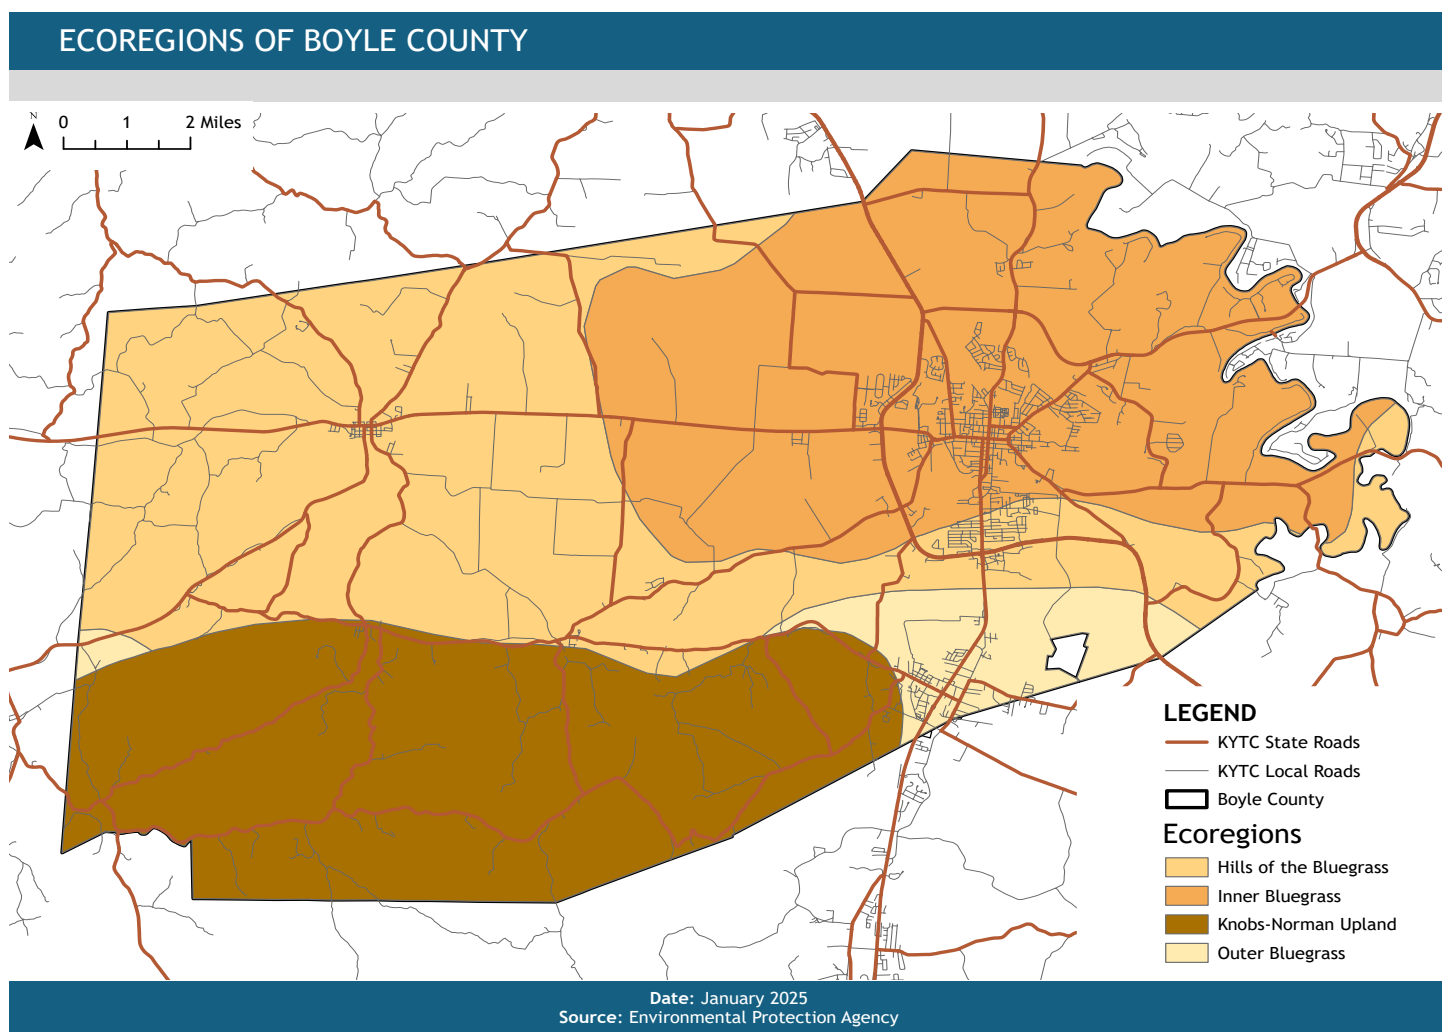 ECOREGIONS OF BOYLE COUNTY
N
0 1 2 Miles
LEGEND
KYTC State Roads
KYTC Local Roads
Boyle County
Ecoregions
Hills of the Bluegrass
Inner Bluegrass
Knobs-Norman Upland
Outer Bluegrass
Date: January 2025
Source: Environmental Protection Agency